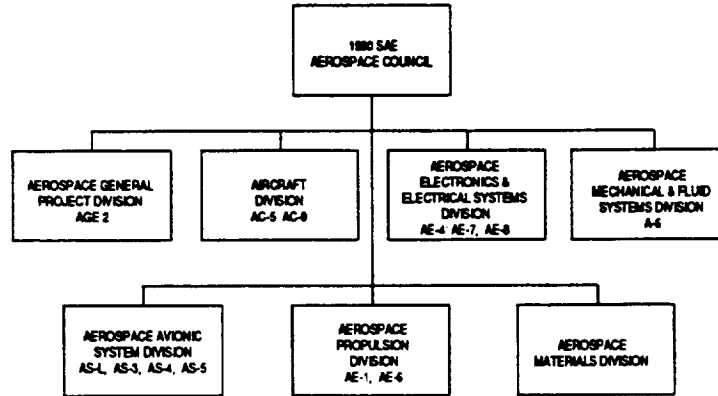 1990 SAE
AEROSPACE COUNCIL
AEROSPACE GENERAL
PROJECT DIVISION
AGE 2
AIRCRAFT
DIVISION
AC-5 AC-9
AEROSPACE
ELECTRONICS &
ELECTRICAL SYSTEMS
DIVISION
AE-4 AE-7, AE-8
AEROSPACE
MECHANICAL & FLUID
SYSTEMS DIVISION
A-6
AEROSPACE AVIONIC
SYSTEM DIVISION
AS-L, AS-3, AS-4, AS-5
AEROSPACE
PROPULSION
DIVISION
AE-1, AE-6
AEROSPACE
MATERIALS DIVISION